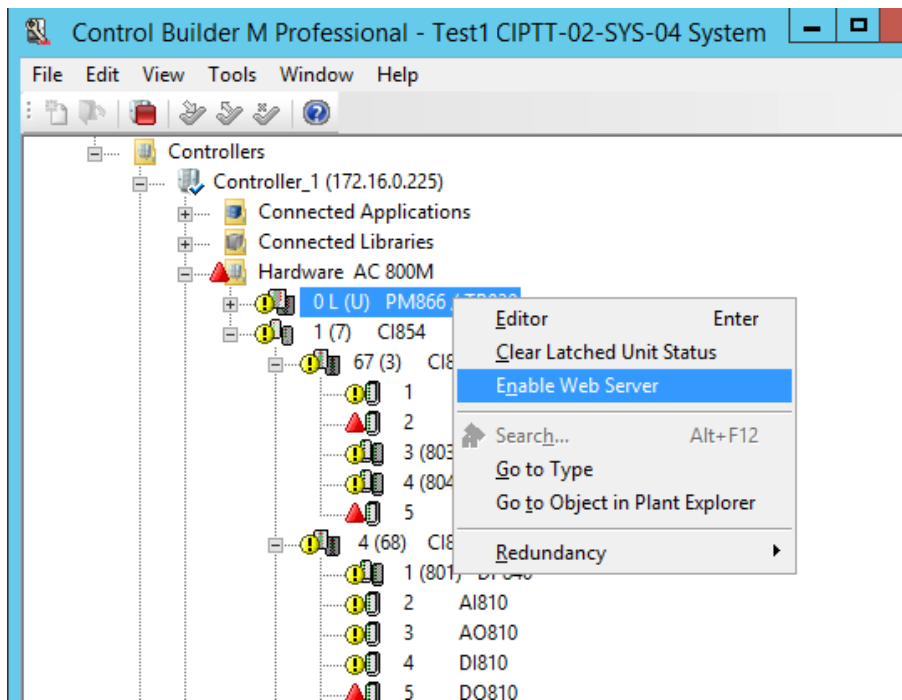 Control Builder M Professional - Test1 CIPTT-02-SYS-04 System
File Edit View Tools Window Help
Controllers
Controller_1 (172.16.0.225)
Connected Applications
Connected Libraries
Hardware AC 800M
0 L (U) PM866 /
1 (7) CI854
67 (3)
1
2
3 (803
4 (804
5
4 (68)
1 (801)
2 AI810
3 AO810
4 DI810
5 DO810
Editor Enter
Clear Latched Unit Status
Enable Web Server
Search... Alt+F12
Go to Type
Go to Object in Plant Explorer
Redundancy